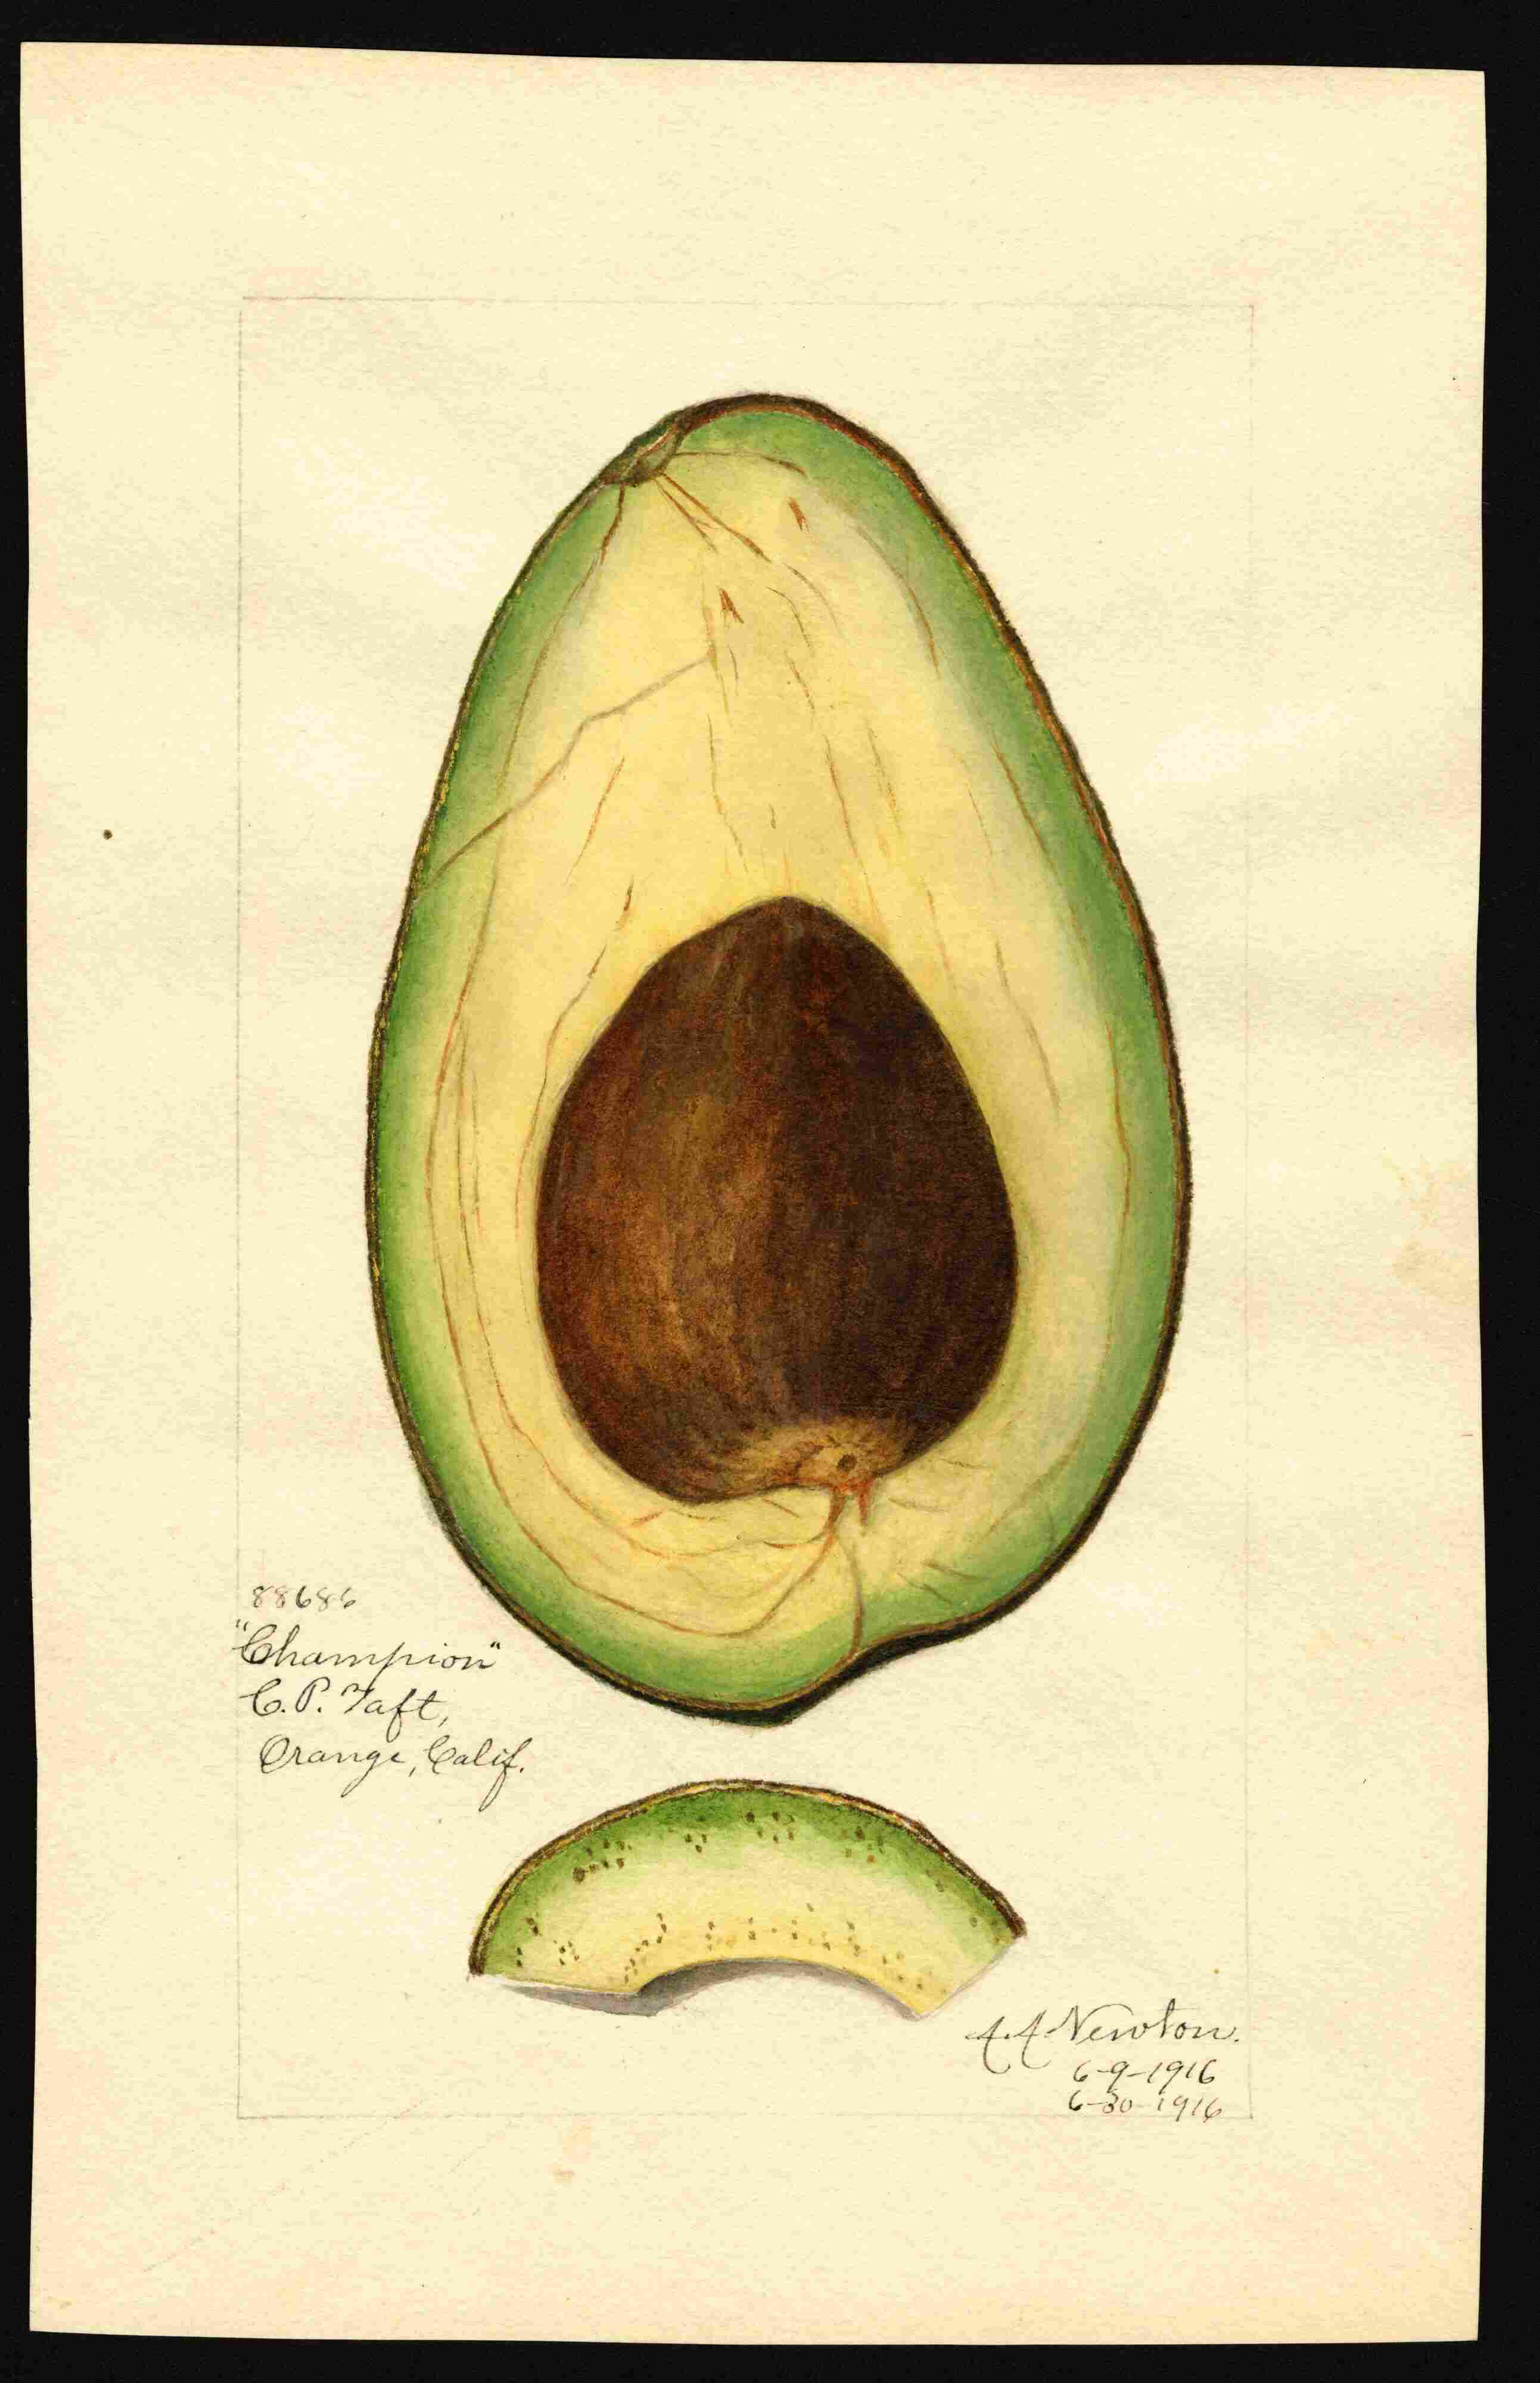 88686
"Champion"
C. P. Taft,
Orange, Calif.
A.A. Newton.
6-9-1916
6-30-1916